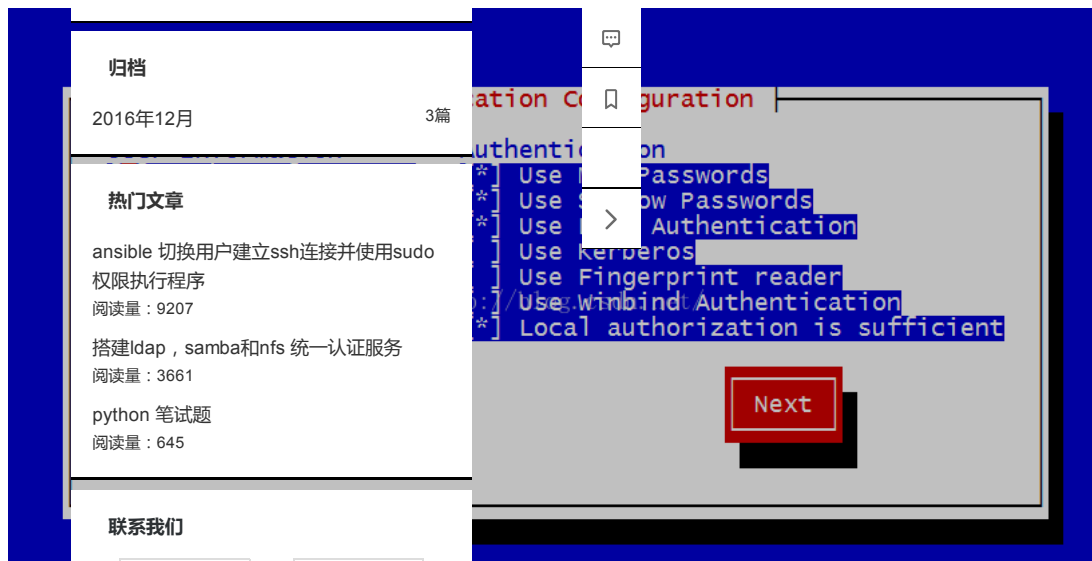 归档
2016年12月 3篇
热门文章
ansible 切换用户建立ssh连接并使用sudo
权限执行程序
阅读量：9207
搭建ldap，samba和nfs 统一认证服务
阅读量：3661
python 笔试题
阅读量：645
联系我们
guration
Use Passwords
Use Passwords
Use Authentication
Use Kerberos
Use Fingerprint reader
Use Winbind Authentication
[*] Local authorization is sufficient
Next